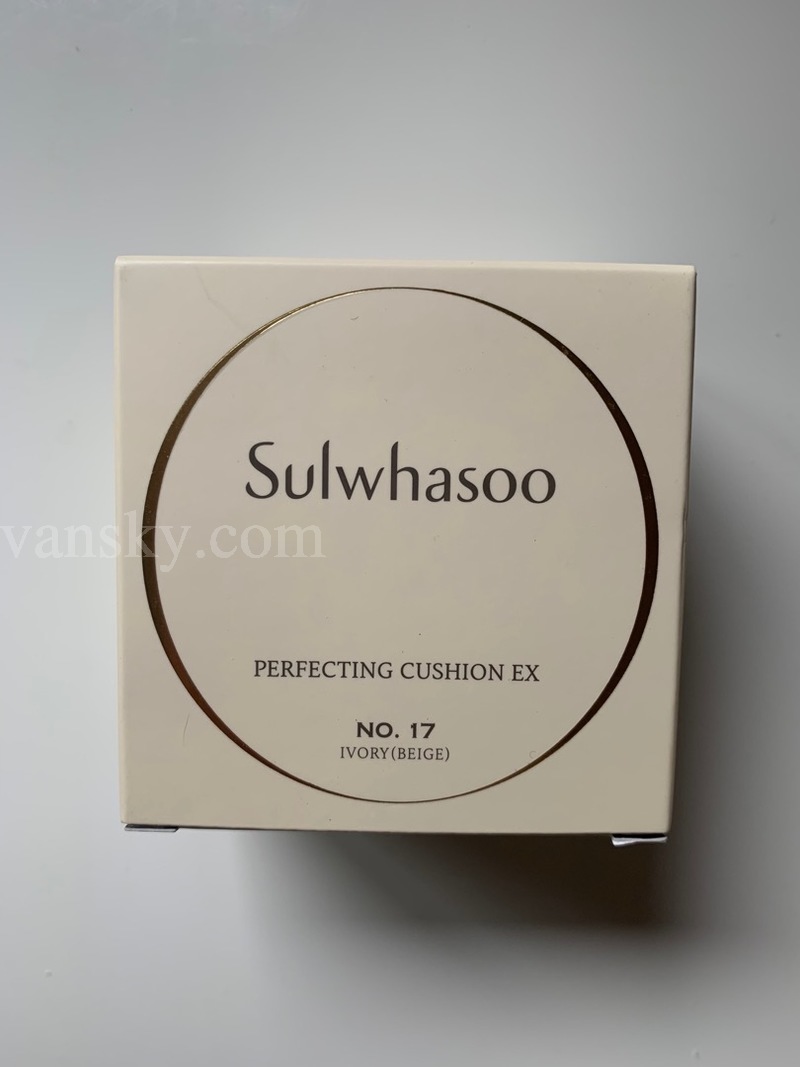 Sulwhasoo
vansky.com
PERFECTING CUSHION EX
NO. 17
IVORY(BEIGE)